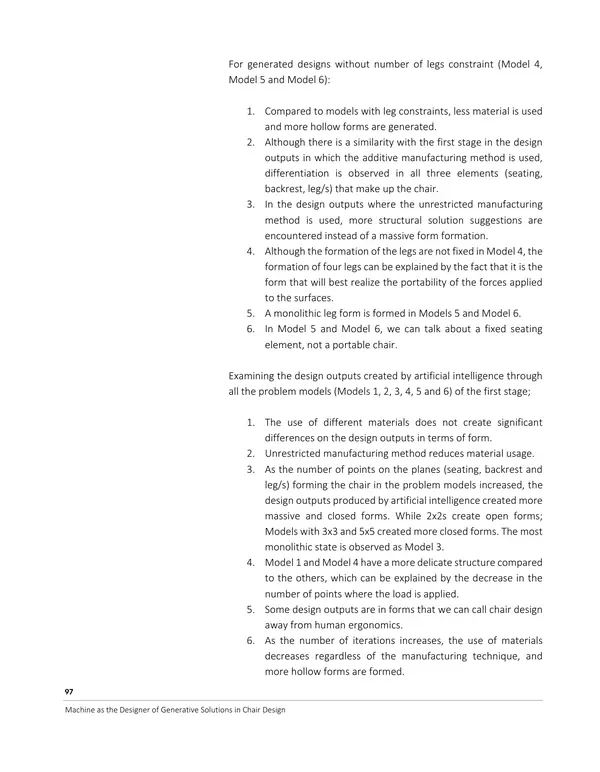 For generated designs without number of legs constraint (Model 4,
Model 5 and Model 6):
1. Compared to models with leg constraints, less material is used
and more hollow forms are generated.
2. Although there is a similarity with the first stage in the design
outputs in which the additive manufacturing method is used,
differentiation is observed in all three elements (seating,
backrest, leg/s) that make up the chair.
3. In the design outputs where the unrestricted manufacturing
method is used, more structural solution suggestions are
encountered instead of a massive form formation.
4. Although the formation of the legs are not fixed in Model 4, the
formation of four legs can be explained by the fact that it is the
form that will best realize the portability of the forces applied
to the surfaces.
5. A monolithic leg form is formed in Models 5 and Model 6.
6. In Model 5 and Model 6, we can talk about a fixed seating
element, not a portable chair.
Examining the design outputs created by artificial intelligence through
all the problem models (Models 1, 2, 3, 4, 5 and 6) of the first stage;
1. The use of different materials does not create significant
differences on the design outputs in terms of form.
2. Unrestricted manufacturing method reduces material usage.
3. As the number of points on the planes (seating, backrest and
leg/s) forming the chair in the problem models increased, the
design outputs produced by artificial intelligence created more
massive and closed forms. While 2x2s create open forms;
Models with 3x3 and 5x5 created more closed forms. The most
monolithic state is observed as Model 3.
4. Model 1 and Model 4 have a more delicate structure compared
to the others, which can be explained by the decrease in the
number of points where the load is applied.
5. Some design outputs are in forms that we can call chair design
away from human ergonomics.
6. As the number of iterations increases, the use of materials
decreases regardless of the manufacturing technique, and
more hollow forms are formed.
97
Machine as the Designer of Generative Solutions in Chair Design